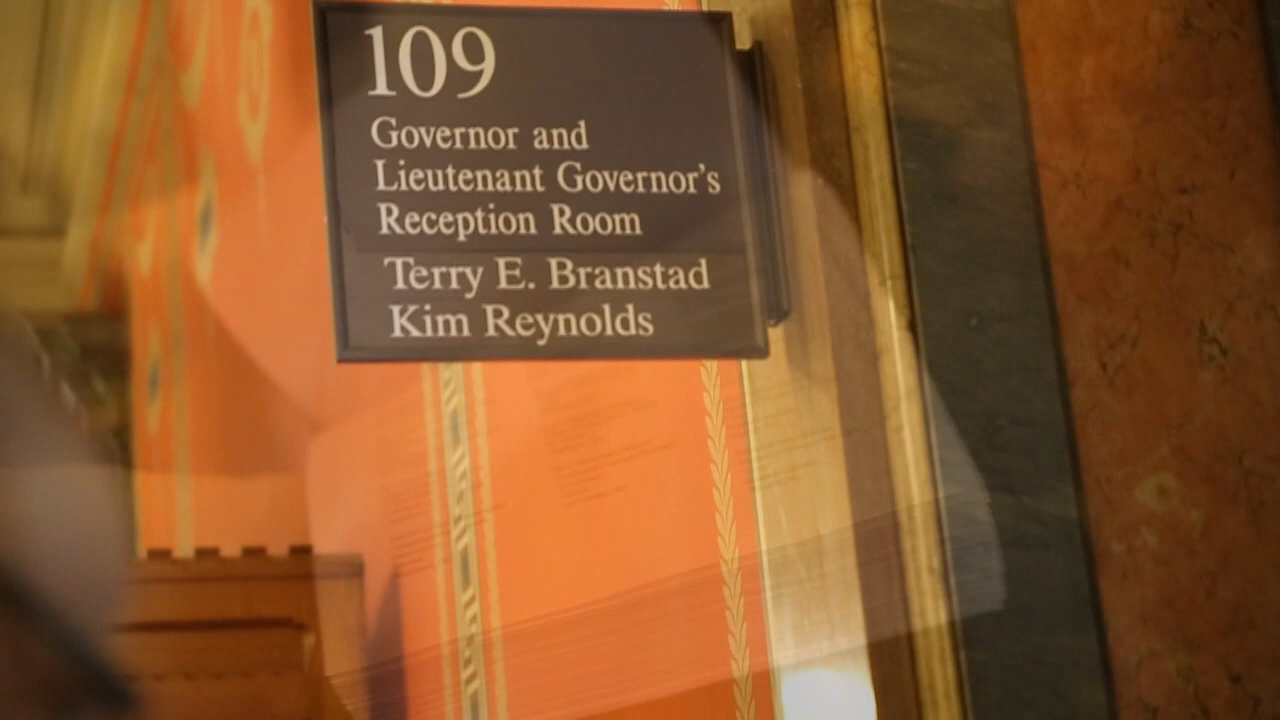 109
Governor and
Lieutenant Governor's
Reception Room
Terry E. Branstad
Kim Reynolds